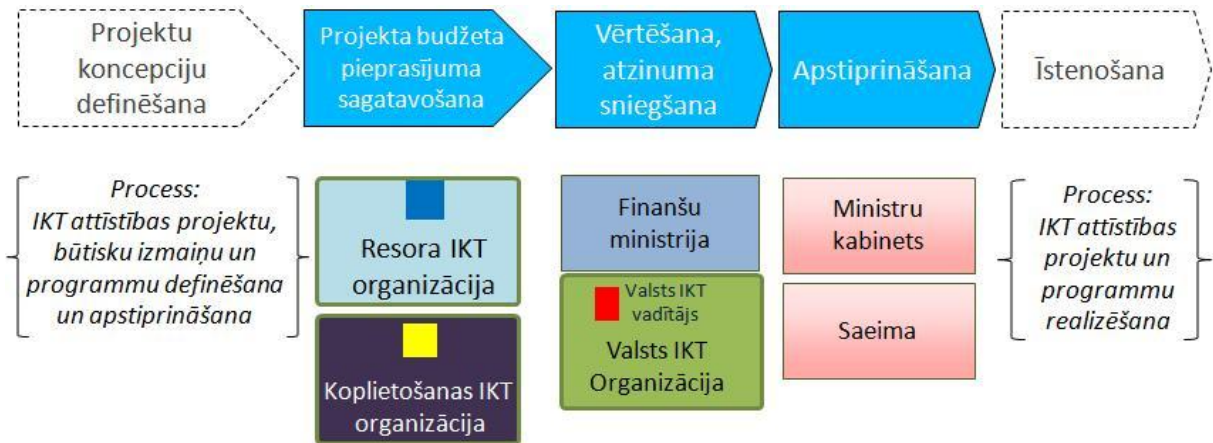 Projektu
koncepciju
definēšana
Projekta budžeta
pieprasījuma
sagatavošana
Vērtēšana,
atzinuma
sniegšana
Apstiprināšana
Īstenošana
Process:
IKT attīstības projektu,
būtisku izmaiņu un
programmu definēšana
un apstiprināšana
Resora IKT
organizācija
Koplietošanas IKT
organizācija
Finanšu
ministrija
Valsts IKT
vadītājs
Valsts IKT
Organizācija
Ministru
kabinets
Saeima
Process:
IKT attīstības
projektu un
programmu
realizēšana